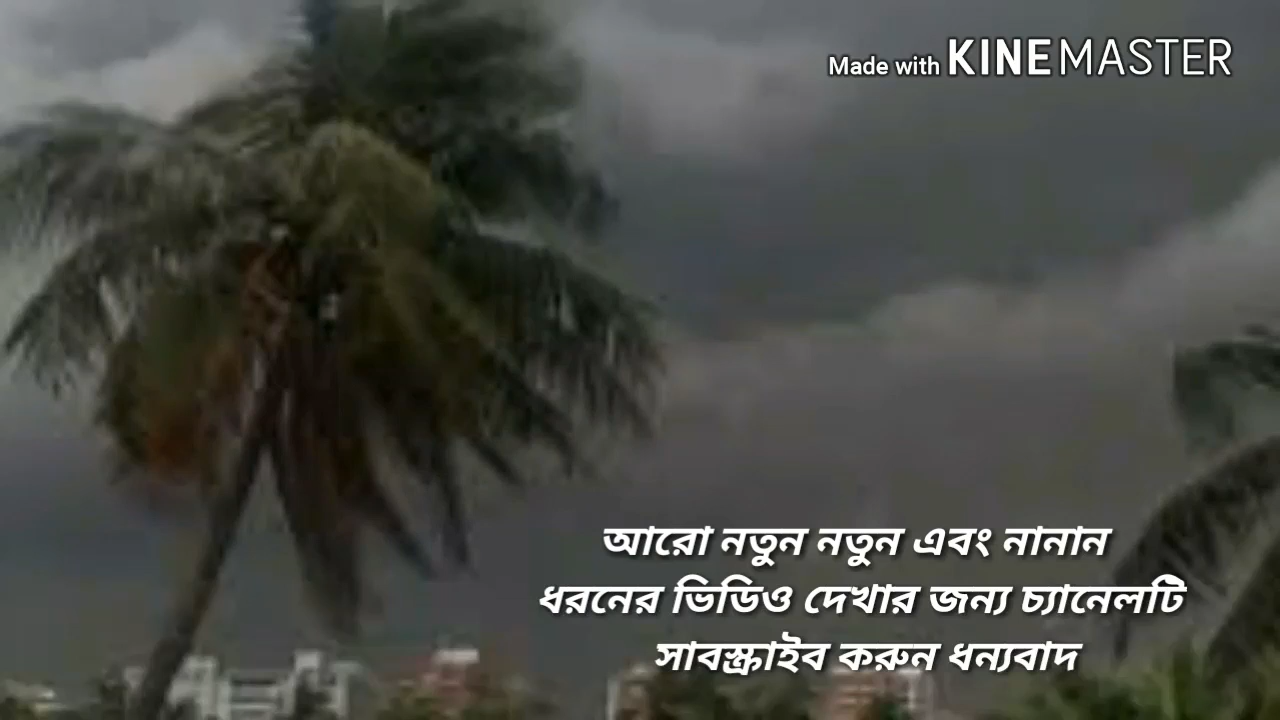 Made with KINEMASTER
আরো নতুন নতুন এবং নানান
ধরনের ভিডিও দেখার জন্য চ্যানেলটি
সাবস্ক্রাইব করুন ধন্যবাদ